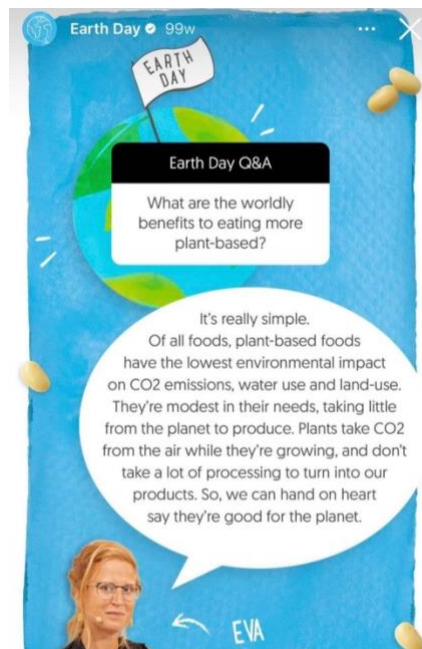 Earth Day 99w
EARTH
DAY
Earth Day Q&A
What are the worldly
benefits to eating more
plant-based?
It's really simple.
Of all foods, plant-based foods
have the lowest environmental impact
on CO2 emissions, water use and land-use.
They're modest in their needs, taking little
from the planet to produce. Plants take CO2
from the air while they're growing, and don't
take a lot of processing to turn into our
products. So, we can hand on heart
say they're good for the planet.
EVA